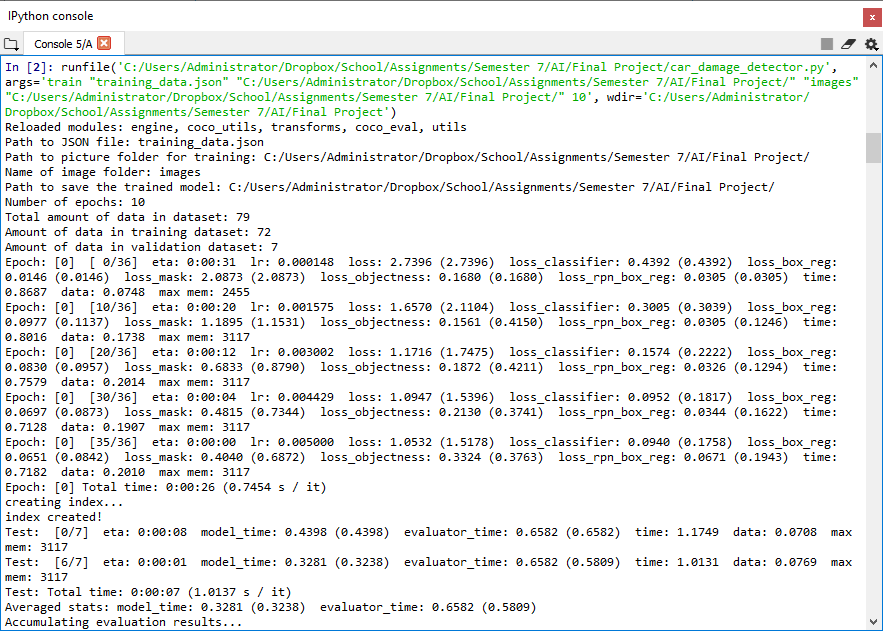 IPython console
x
Console 5/A
In [2]: runfile('C:/Users/Administrator/Dropbox/School/Assignments/Semester 7/AI/Final Project/car_damage_detector.py',
args='train "training_data.json" "C:/Users/Administrator/Dropbox/School/Assignments/Semester 7/AI/Final Project/" "images"
"C:/Users/Administrator/Dropbox/School/Assignments/Semester 7/AI/Final Project/" 10', wdir='C:/Users/Administrator/
Dropbox/School/Assignments/Semester 7/AI/Final Project')
Reloaded modules: engine, coco_utils, transforms, coco_eval, utils
Path to JSON file: training_data.json
Path to picture folder for training: C:/Users/Administrator/Dropbox/School/Assignments/Semester 7/AI/Final Project/
Name of image folder: images
Path to save the trained model: C:/Users/Administrator/Dropbox/School/Assignments/Semester 7/AI/Final Project/
Number of epochs: 10
Total amount of data in dataset: 79
Amount of data in training dataset: 72
Amount of data in validation dataset: 7
Epoch: [0]  [ 0/36]  eta: 0:00:31  lr: 0.000148  loss: 2.7396 (2.7396)  loss_classifier: 0.4392 (0.4392)  loss_box_reg:
0.0146 (0.0146)  loss_mask: 2.0873 (2.0873)  loss_objectness: 0.1680 (0.1680)  loss_rpn_box_reg: 0.0305 (0.0305)  time:
0.8687  data: 0.0748  max mem: 2455
Epoch: [0]  [10/36]  eta: 0:00:20  lr: 0.001575  loss: 1.6570 (2.1104)  loss_classifier: 0.3005 (0.3039)  loss_box_reg:
0.0977 (0.1137)  loss_mask: 1.1895 (1.1531)  loss_objectness: 0.1561 (0.4150)  loss_rpn_box_reg: 0.0305 (0.1246)  time:
0.8016  data: 0.1738  max mem: 3117
Epoch: [0]  [20/36]  eta: 0:00:12  lr: 0.003002  loss: 1.1716 (1.7475)  loss_classifier: 0.1574 (0.2222)  loss_box_reg:
0.0830 (0.0957)  loss_mask: 0.6833 (0.8790)  loss_objectness: 0.1872 (0.4211)  loss_rpn_box_reg: 0.0326 (0.1294)  time:
0.7579  data: 0.2014  max mem: 3117
Epoch: [0]  [30/36]  eta: 0:00:04  lr: 0.004429  loss: 1.0947 (1.5396)  loss_classifier: 0.0952 (0.1817)  loss_box_reg:
0.0697 (0.0873)  loss_mask: 0.4815 (0.7344)  loss_objectness: 0.2130 (0.3741)  loss_rpn_box_reg: 0.0344 (0.1622)  time:
0.7128  data: 0.1907  max mem: 3117
Epoch: [0]  [35/36]  eta: 0:00:00  lr: 0.005000  loss: 1.0532 (1.5178)  loss_classifier: 0.0940 (0.1758)  loss_box_reg:
0.0651 (0.0842)  loss_mask: 0.4040 (0.6872)  loss_objectness: 0.3324 (0.3763)  loss_rpn_box_reg: 0.0671 (0.1943)  time:
0.7182  data: 0.2010  max mem: 3117
Epoch: [0] Total time: 0:00:26 (0.7454 s / it)
creating index...
index created!
Test:  [0/7]  eta: 0:00:08  model_time: 0.4398 (0.4398)  evaluator_time: 0.6582 (0.6582)  time: 1.1749  data: 0.0708  max
mem: 3117
Test:  [6/7]  eta: 0:00:01  model_time: 0.3281 (0.3238)  evaluator_time: 0.6582 (0.5809)  time: 1.0131  data: 0.0769  max
mem: 3117
Test: Total time: 0:00:07 (1.0137 s / it)
Averaged stats: model_time: 0.3281 (0.3238)  evaluator_time: 0.6582 (0.5809)
Accumulating evaluation results...